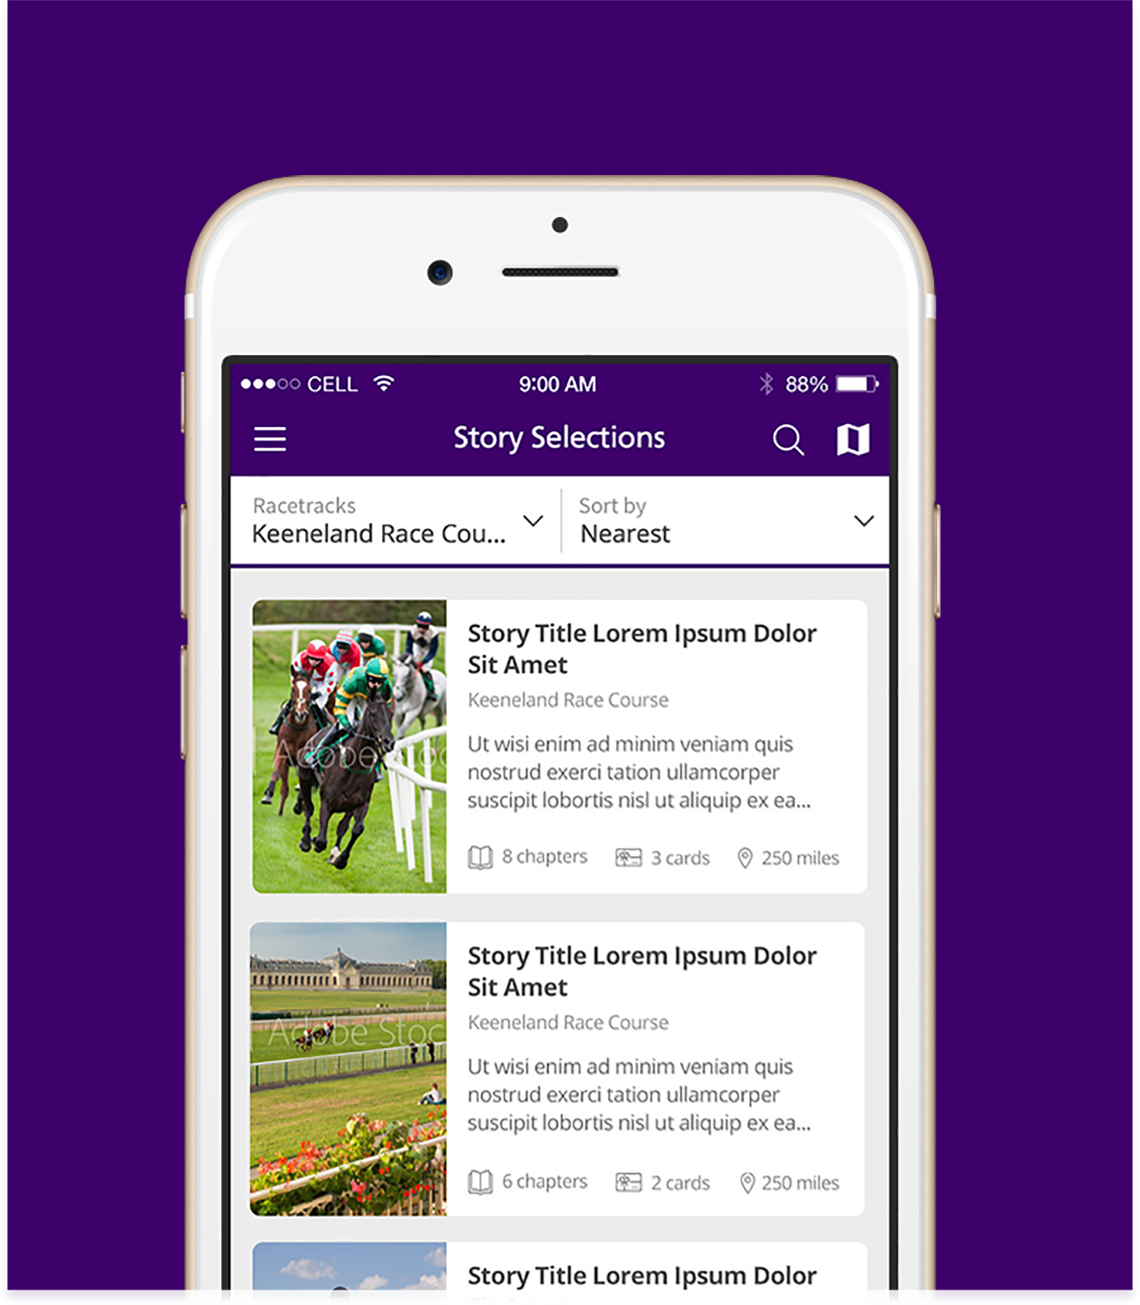 CELL
9:00 AM
88%
Story Selections
Racetracks
Keeneland Race Cou...
Sort by
Nearest
Story Title Lorem Ipsum Dolor
Sit Amet
Keeneland Race Course
Ut wisi enim ad minim veniam quis
nostrud exerci tation ullamcorper
suscipit lobortis nisl ut aliquip ex ea...
8 chapters
3 cards
250 miles
Adobe Stoc
Story Title Lorem Ipsum Dolor
Sit Amet
Keeneland Race Course
Ut wisi enim ad minim veniam quis
nostrud exerci tation ullamcorper
suscipit lobortis nisl ut aliquip ex ea...
6 chapters
2 cards
250 miles
Adobe Stoc
Story Title Lorem Ipsum Dolor